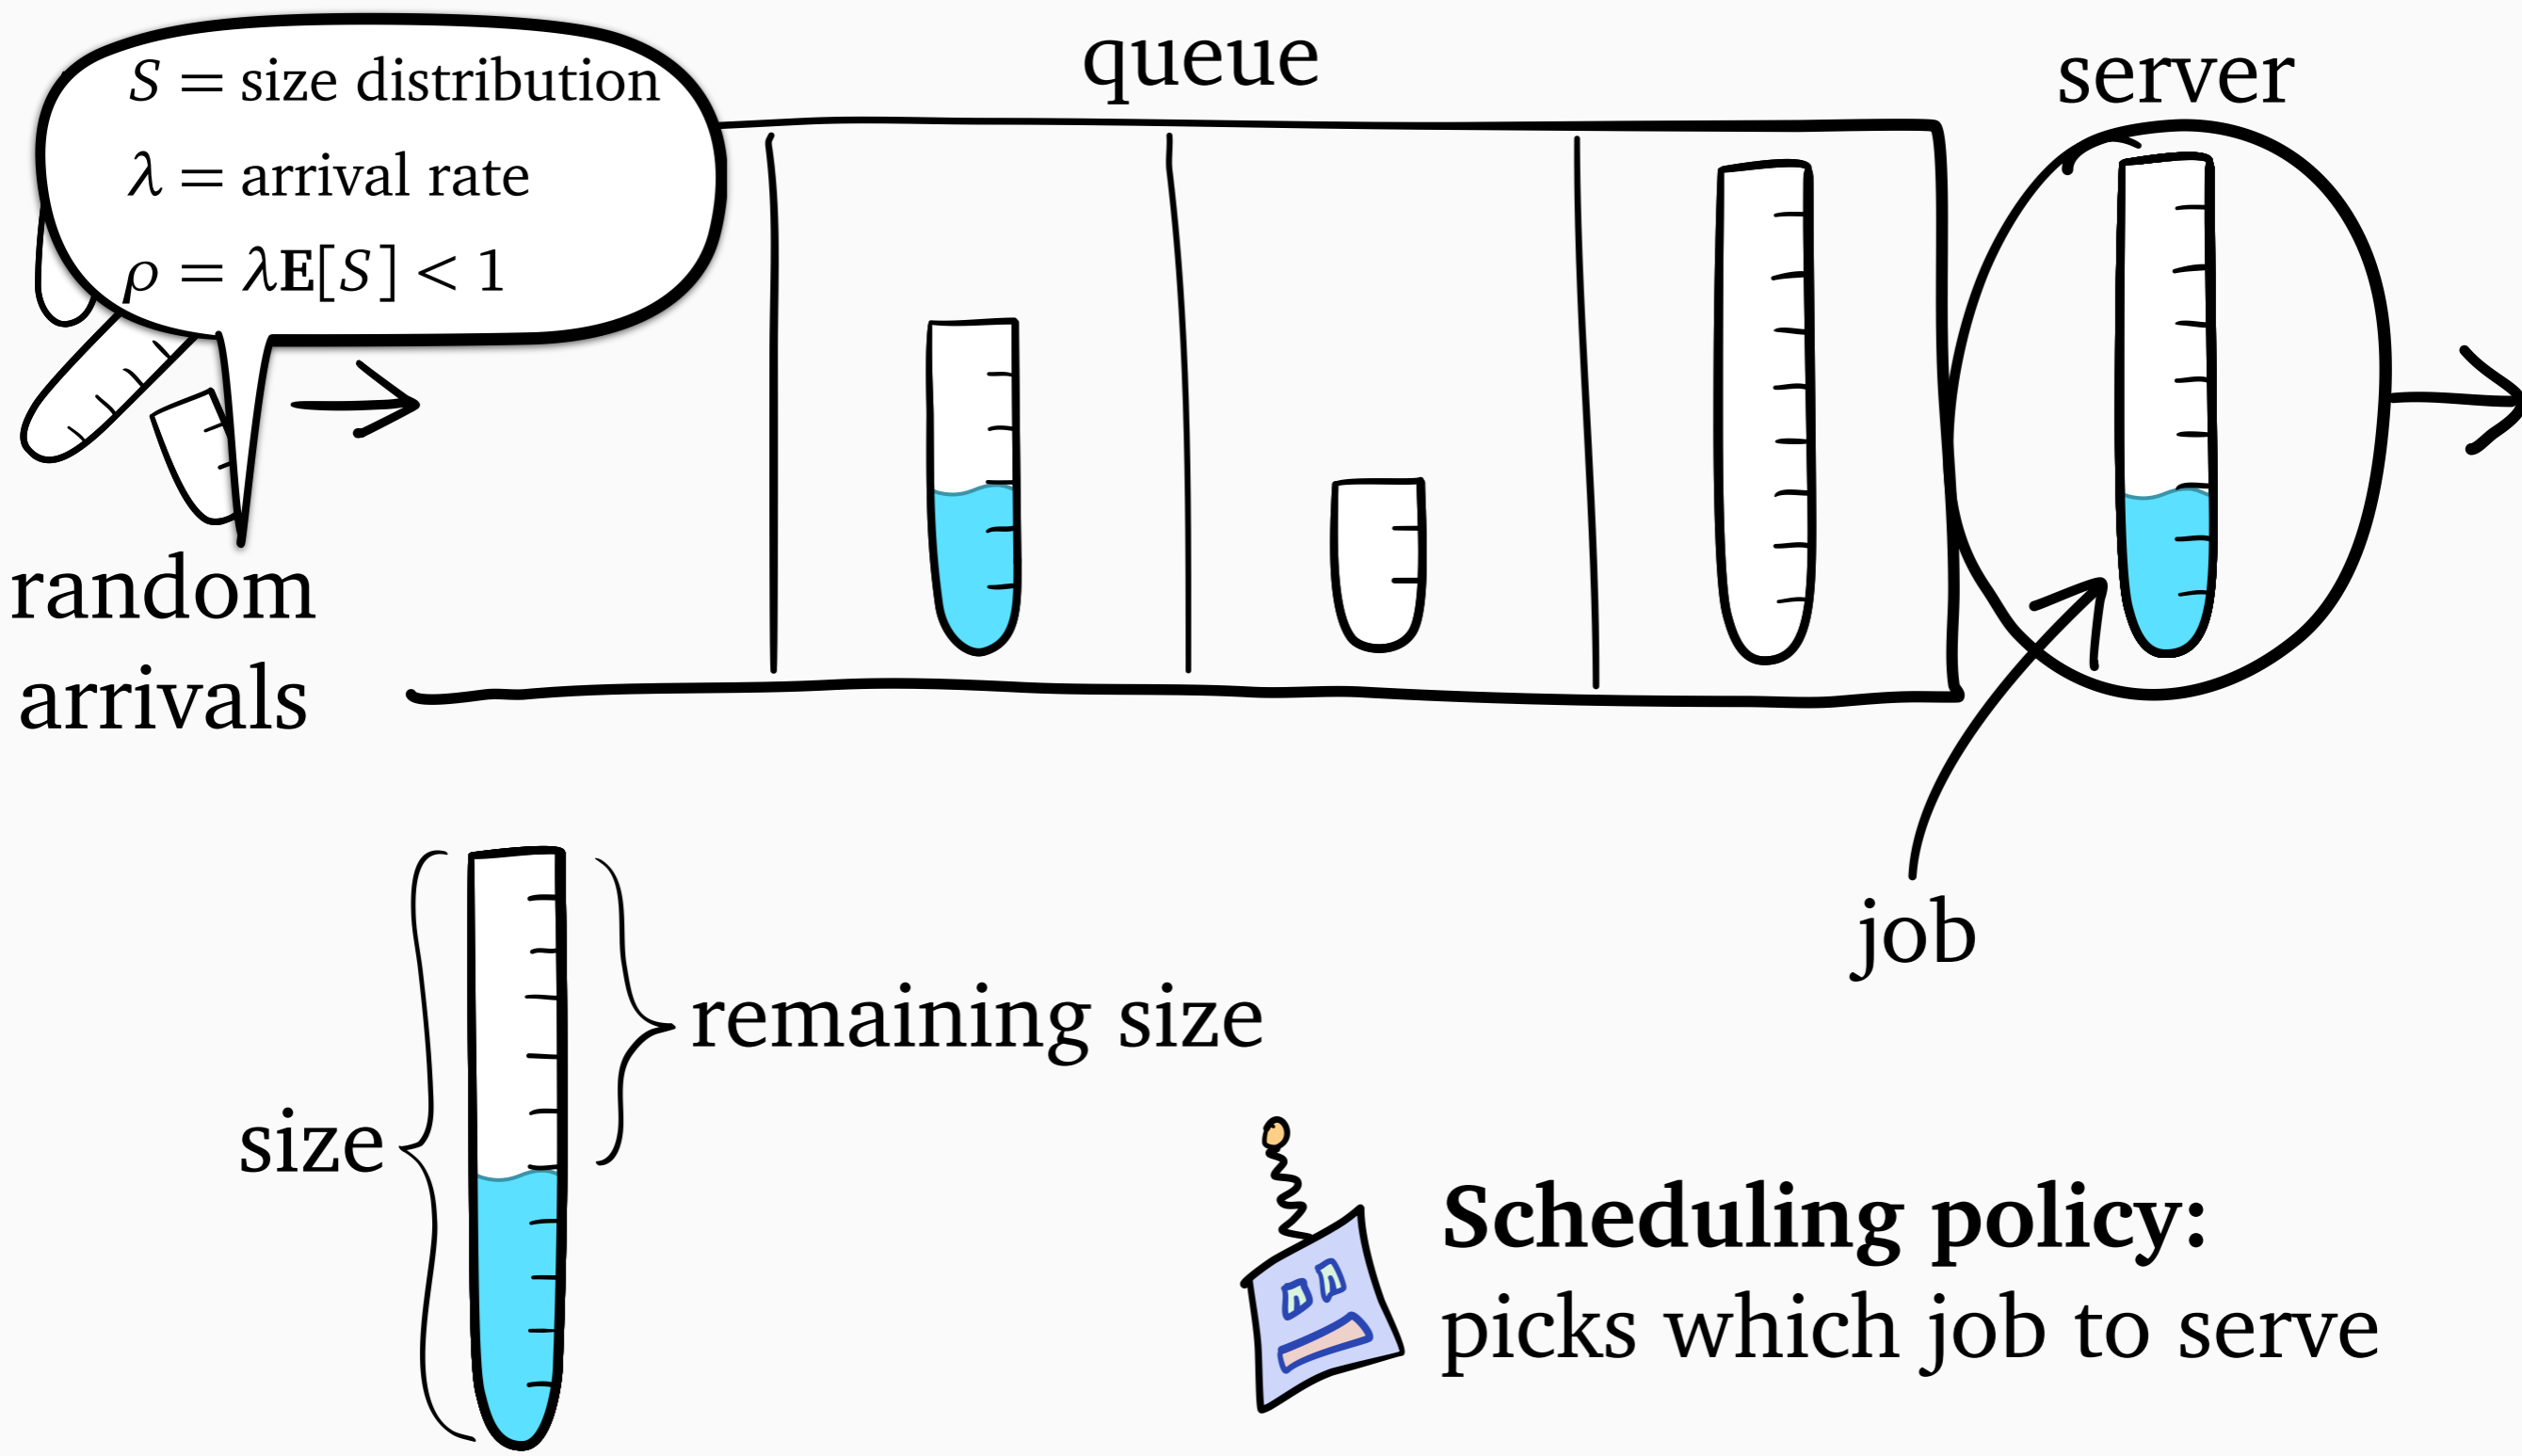 S = size distribution
λ = arrival rate
ρ = λE[S] < 1
queue
server
random
arrivals
job
remaining size
size
Scheduling policy:
picks which job to serve